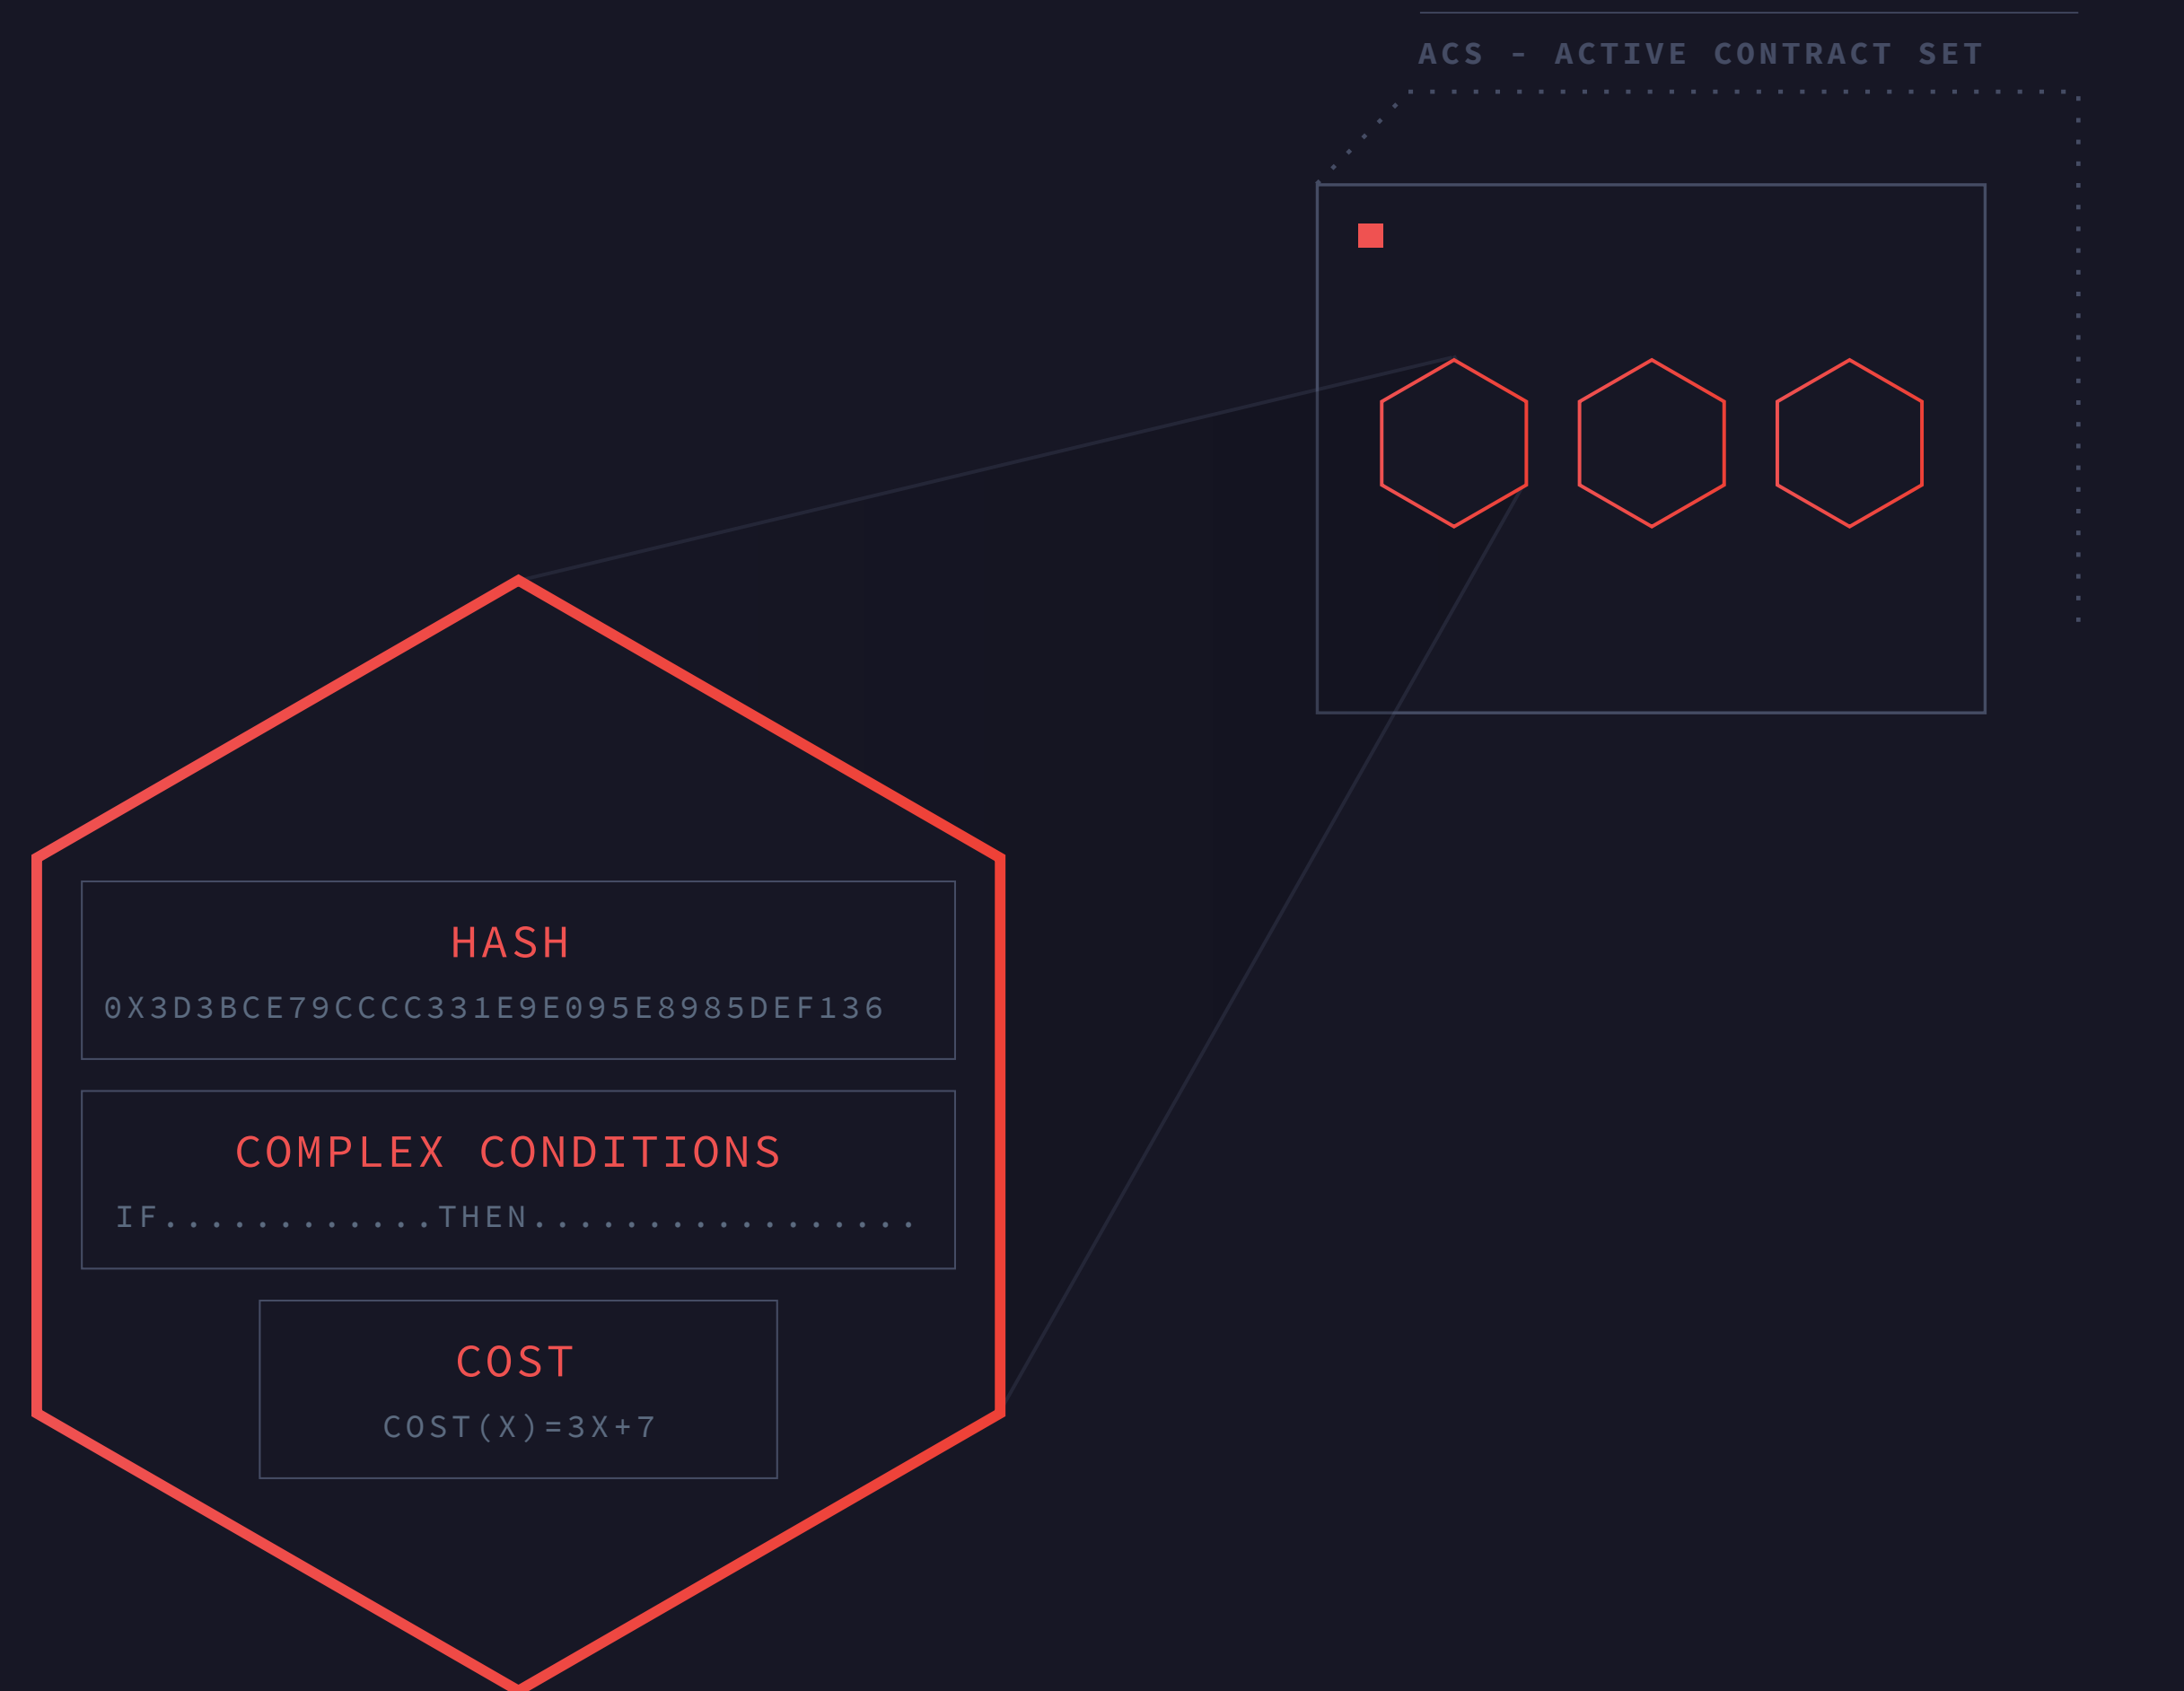 ACS - ACTIVE CONTRACT SET
HASH
0X3D3BCE79CCCC331E9E095E8985DEF136
COMPLEX CONDITIONS
IF............THEN.................
COST
COST(X)=3X+7